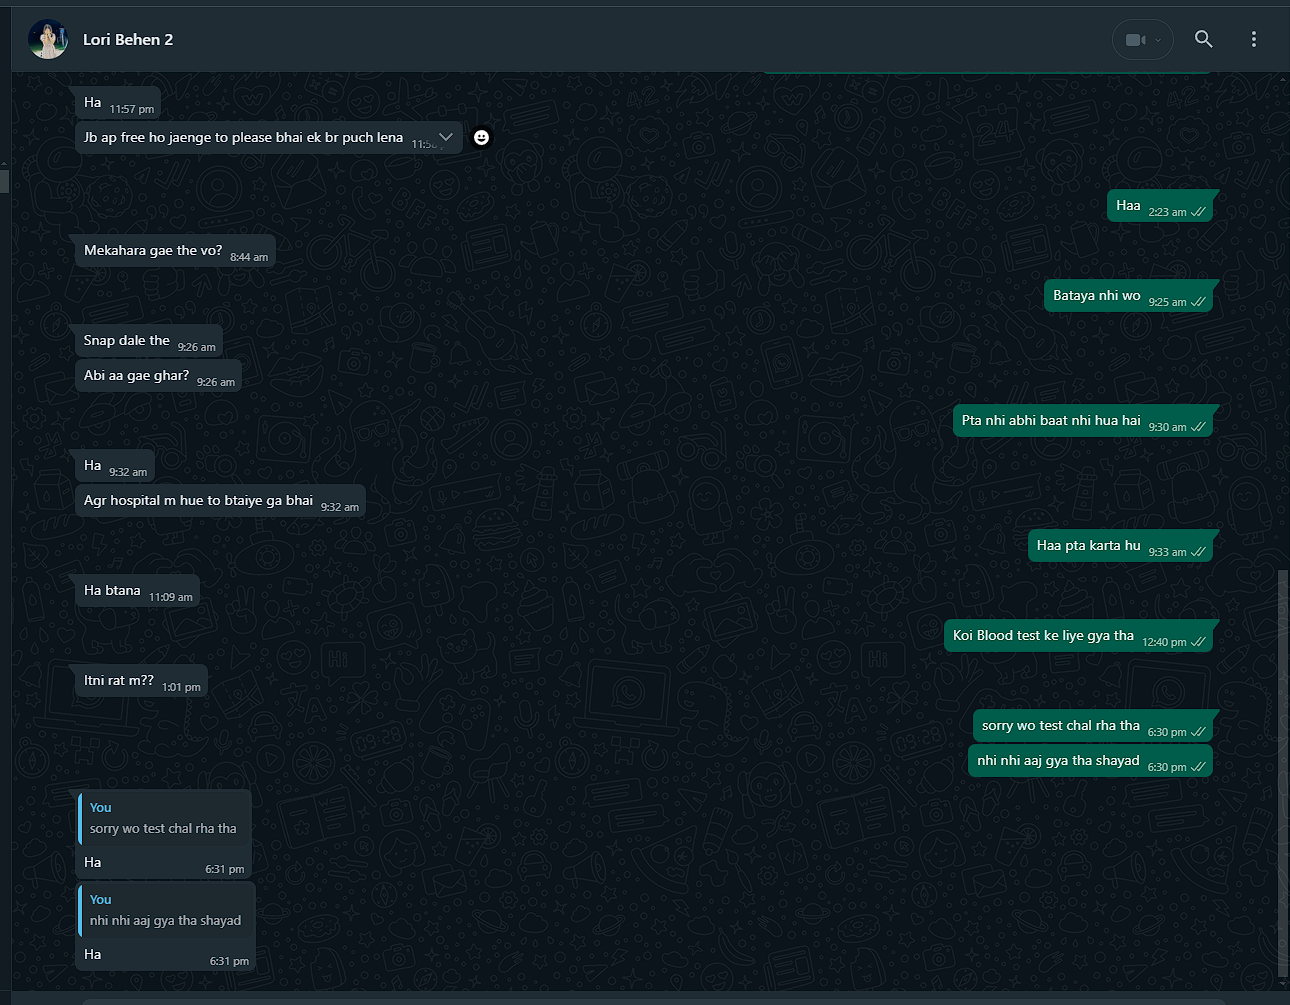 Lori Behen 2
Ha 11:57 pm
Jb ap free ho jaenge to please bhai ek br puch lena
Haa 2:23 am
Mekahara gae the vo? 8:44 am
Bataya nhi wo 9:25 am
Snap dale the 9:26 am
Abi aa gae ghar? 9:26 am
Pta nhi abhi baat nhi hua hai 9:30 am
Ha 9:32 am
Agr hospital m hue to btaiye ga bhai 9:32 am
Haa pta karta hu 9:33 am
Ha btana 11:09 am
Koi Blood test ke liye gya tha 12:40 pm
Itni rat m?? 1:01 pm
sorry wo test chal rha tha 6:30 pm
nhi nhi aaj gya tha shayad 6:30 pm
You
sorry wo test chal rha tha
Ha 6:31 pm
You
nhi nhi aaj gya tha shayad
Ha 6:31 pm